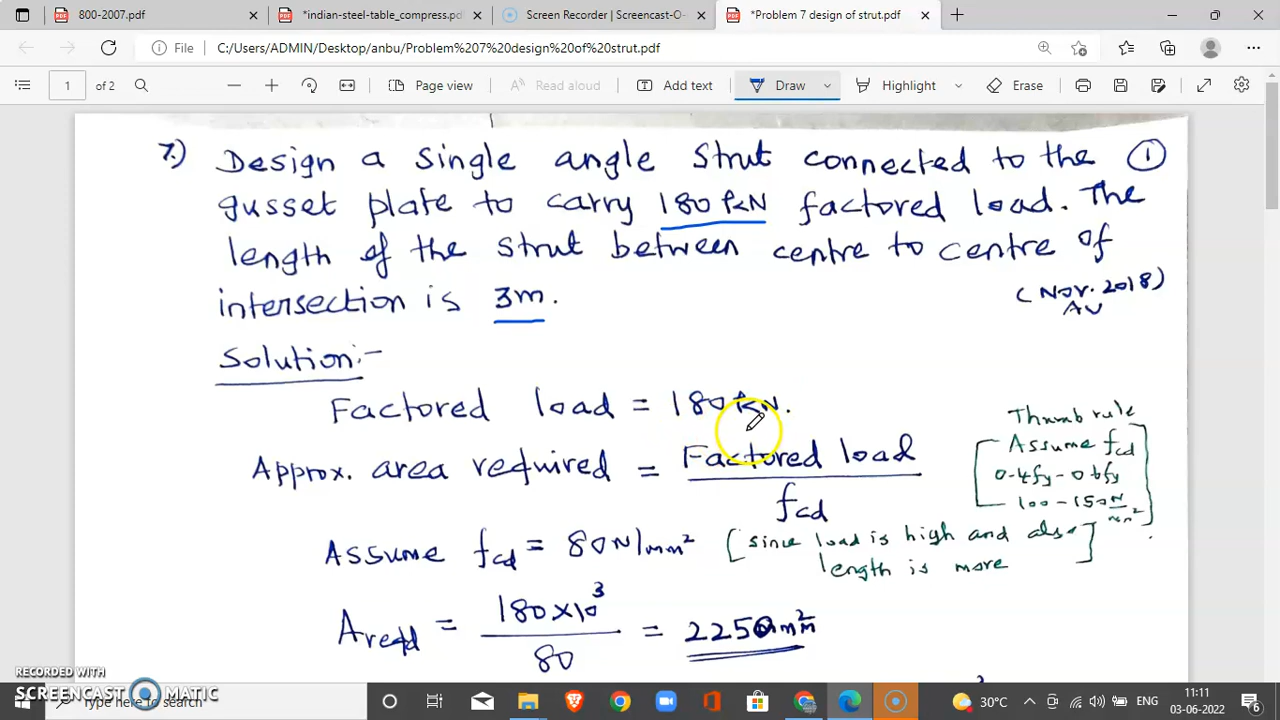 800-2007.pdf
*indian-steel-table_compress.pdf
Screen Recorder | Screencast-O-
*Problem 7 design of strut.pdf
File
C:/Users/ADMIN/Desktop/anbu/Problem%207%20design%20of%20strut.pdf
1 of 2
Page view
Read aloud
Add text
Draw
Highlight
Erase
7.) Design a single angle strut connected to the ①
gusset plate to carry 180 kN factored load. The
length of the strut between centre to centre of
intersection is 3m.
(Nov. 2018)
AU
Solution:-
Factored load = 180 kN.
Approx. area required = Factored load / fcd
Thumb rule
Assume fcd
0.4fy-0.6fy
100-150 N/mm²
Assume fcd = 80 N/mm² [since load is high and also
length is more]
Areqd = 180×10³ / 80 = 2250mm²
RECORDED WITH
SCREENCAST MATIC
Type here to search
30°C
ENG
11:11
03-06-2022